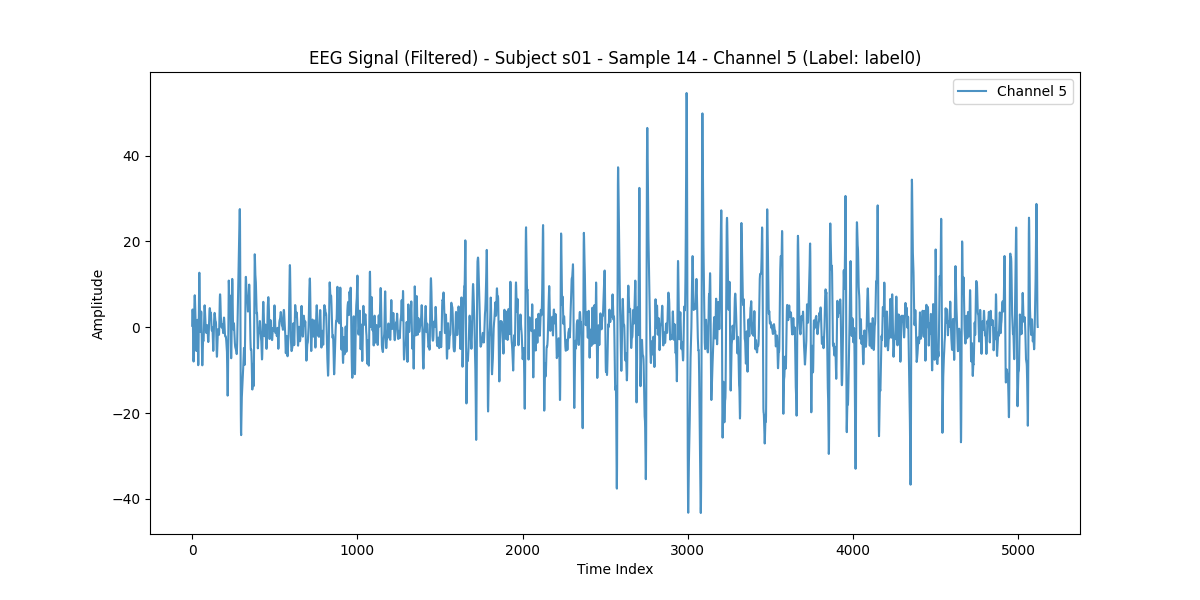 EEG Signal (Filtered) - Subject s01 - Sample 14 - Channel 5 (Label: label0)
Channel 5
40
20
0
−20
−40
Amplitude
0
1000
2000
3000
4000
5000
Time Index